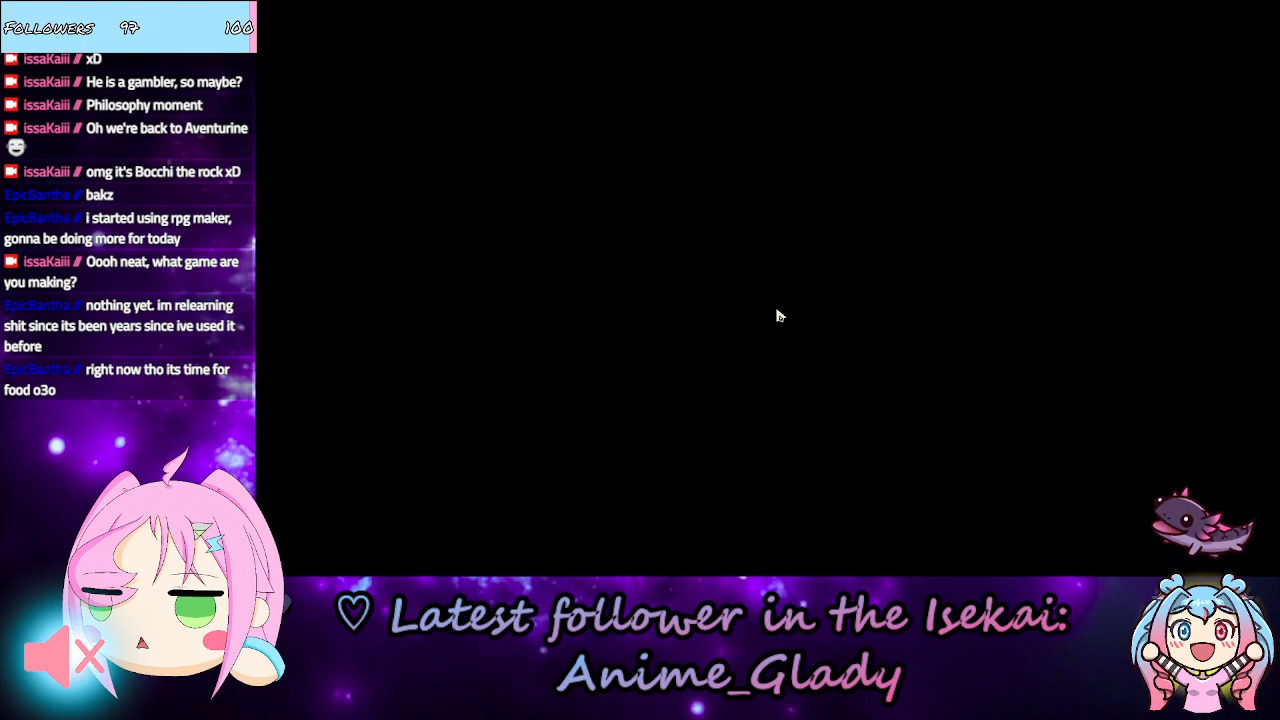 Followers 97 100
issaKaiii // xD
issaKaiii // He is a gambler, so maybe?
issaKaiii // Philosophy moment
issaKaiii // Oh we're back to Aventurine
issaKaiii // omg it's Bocchi the rock xD
EpicBantha // bakz
EpicBantha // i started using rpg maker,
gonna be doing more for today
issaKaiii // Oooh neat, what game are
you making?
EpicBantha // nothing yet. im relearning
shit since its been years since ive used it
before
EpicBantha // right now tho its time for
food o3o
♡ Latest follower in the Isekai:
Anime_Glady